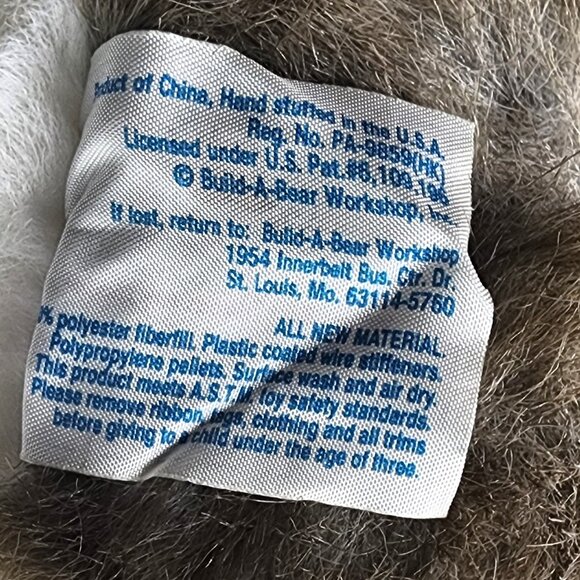 Product of China, Hand stuffed in the U.S.A.
Reg. No. PA-9859(HK)
Licensed under U.S. Pat.#6,109,196
© Build-A-Bear Workshop, Inc.
If lost, return to: Build-A-Bear Workshop
1954 Innerbelt Bus. Ctr. Dr.
St. Louis, Mo. 63114-5760
ALL NEW MATERIAL.
polyester fiberfill. Plastic coated wire stiffeners.
Polypropylene pellets. Surface wash and air dry
This product meets A.S.T.M. toy safety standards.
Please remove ribbon, tags, clothing and all trims
before giving to a child under the age of three.